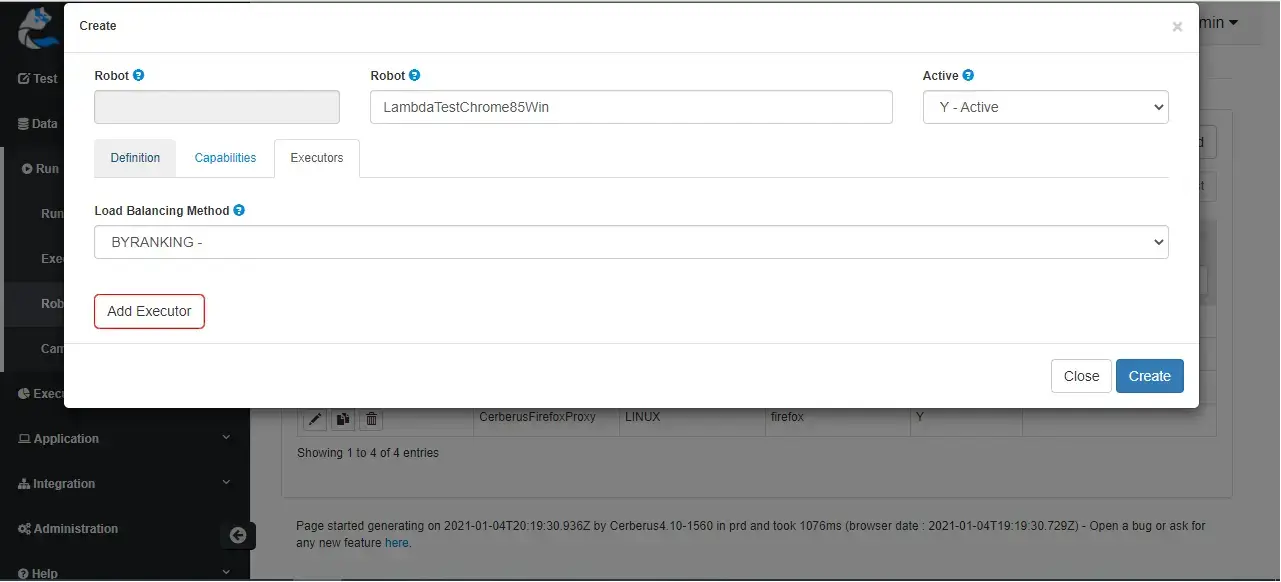 Create
×
min
Robot Robot Active
LambdaTestChrome85Win Y - Active
Definition Capabilities Executors
Load Balancing Method
BYRANKING -
Add Executor
Close Create
Test
Data
Run
Run
Exe
Rob
Cam
Execu
Application
Integration
Administration
Help
CerberusFirefoxProxy LINUX firefox Y
Showing 1 to 4 of 4 entries
Page started generating on 2021-01-04T20:19:30.936Z by Cerberus4.10-1560 in prd and took 1076ms (browser date : 2021-01-04T19:19:30.729Z) - Open a bug or ask for
any new feature here.